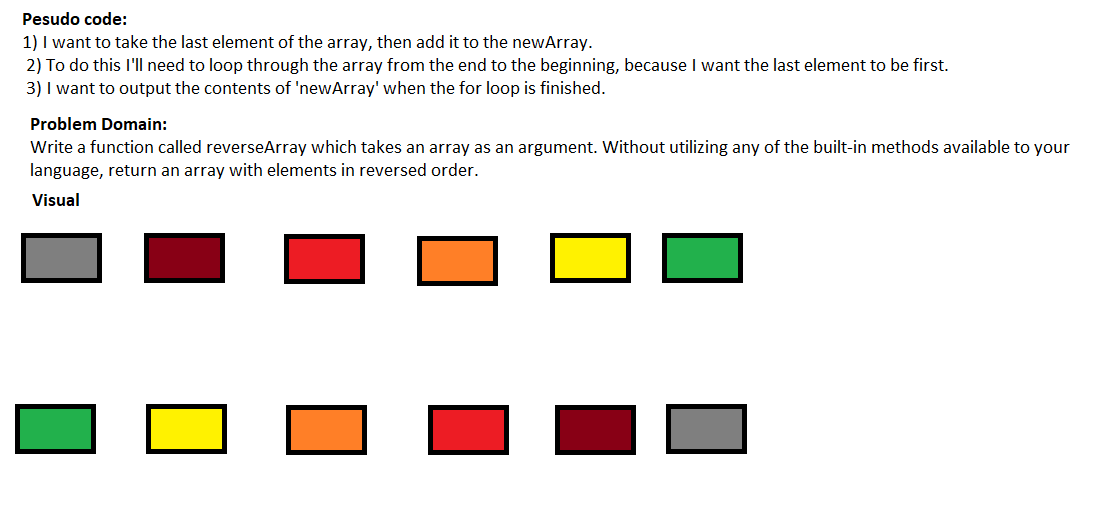 Pesudo code:
1) I want to take the last element of the array, then add it to the newArray.
2) To do this I'll need to loop through the array from the end to the beginning, because I want the last element to be first.
3) I want to output the contents of 'newArray' when the for loop is finished.
Problem Domain:
Write a function called reverseArray which takes an array as an argument. Without utilizing any of the built-in methods available to your
language, return an array with elements in reversed order.
Visual